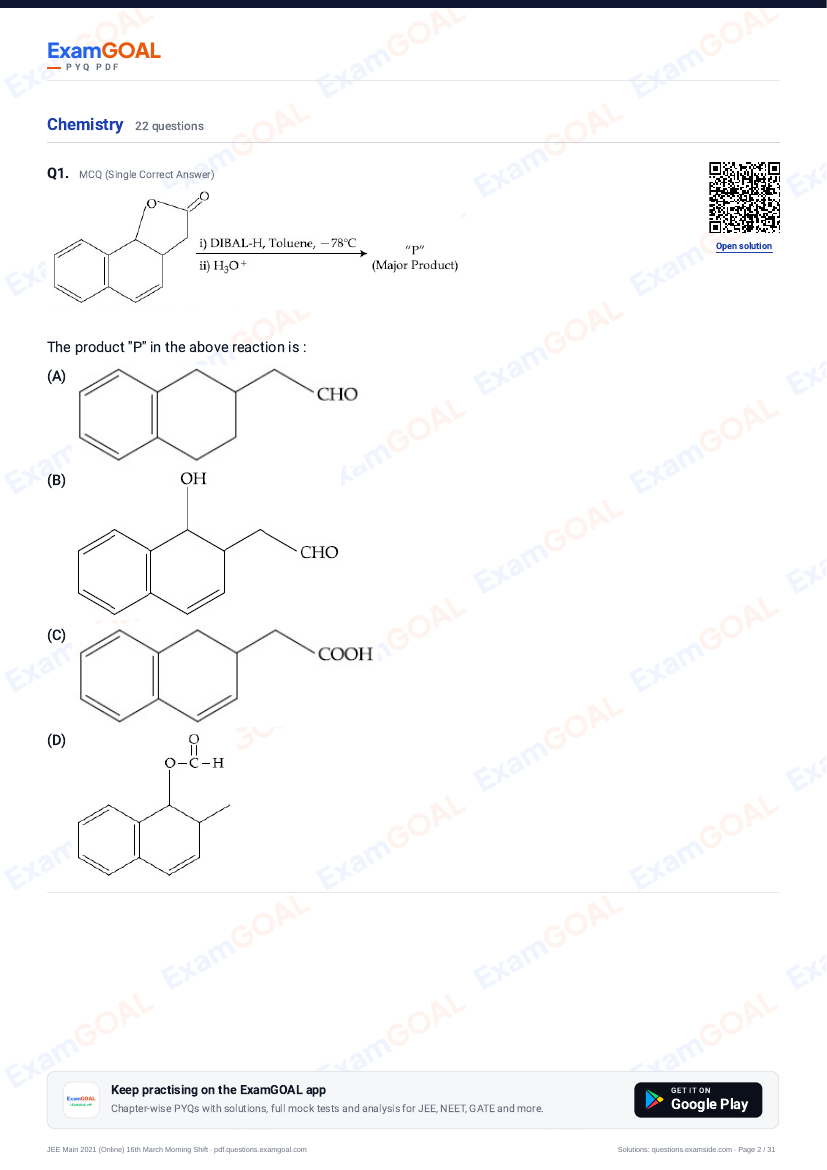 ExamGOAL
PYQ PDF
Chemistry 22 questions
Q1. MCQ (Single Correct Answer)
O O
i) DIBAL-H, Toluene, −78°C
ii) H₃O⁺
"P"
(Major Product)
Open solution
The product "P" in the above reaction is :
(A)
CHO
(B)
OH
CHO
(C)
COOH
(D)
O
O–C–H
Keep practising on the ExamGOAL app
Chapter-wise PYQs with solutions, full mock tests and analysis for JEE, NEET, GATE and more.
GET IT ON
Google Play
JEE Main 2021 (Online) 16th March Morning Shift · pdf.questions.examgoal.com
Solutions: questions.examside.com · Page 2 / 31